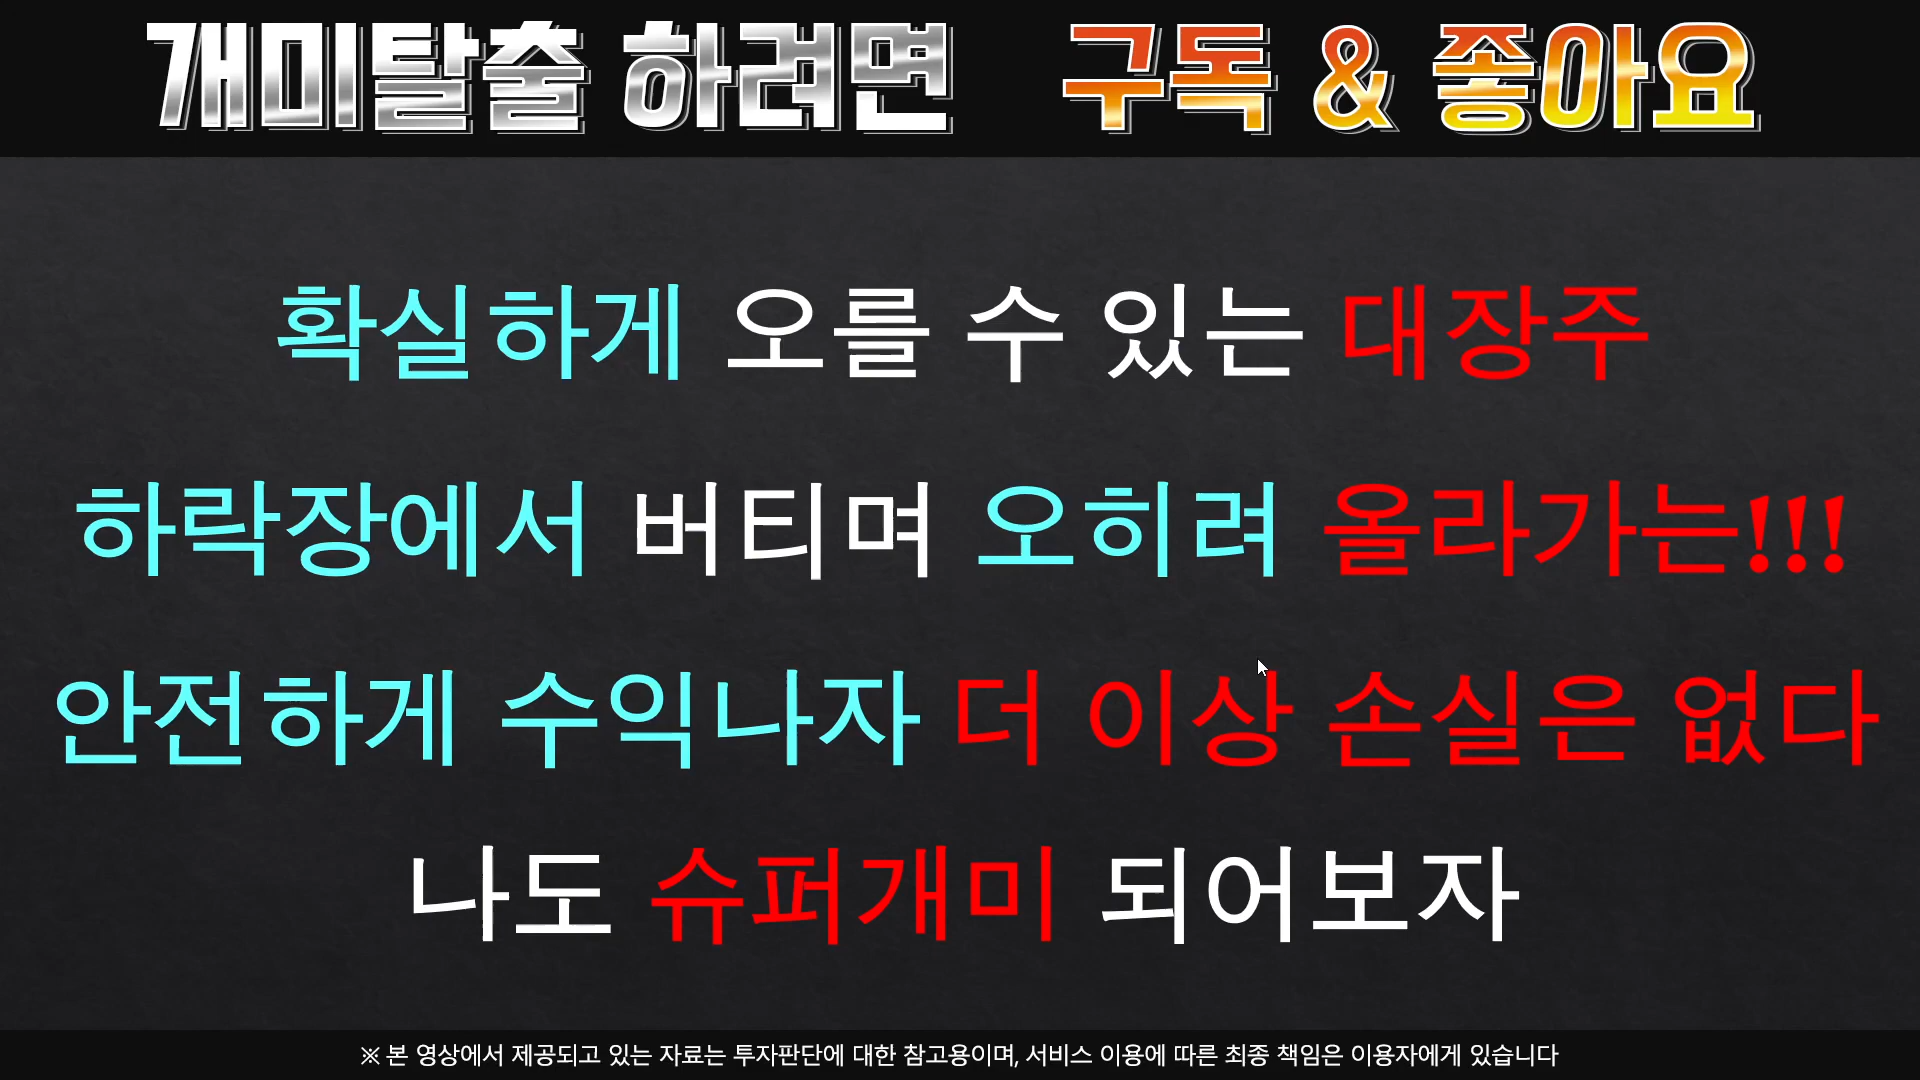 개미탈출 하려면 구독 & 좋아요
확실하게 오를 수 있는 대장주
하락장에서 버티며 오히려 올라가는!!!
안전하게 수익나자 더 이상 손실은 없다
나도 슈퍼개미 되어보자
※ 본 영상에서 제공되고 있는 자료는 투자판단에 대한 참고용이며, 서비스 이용에 따른 최종 책임은 이용자에게 있습니다